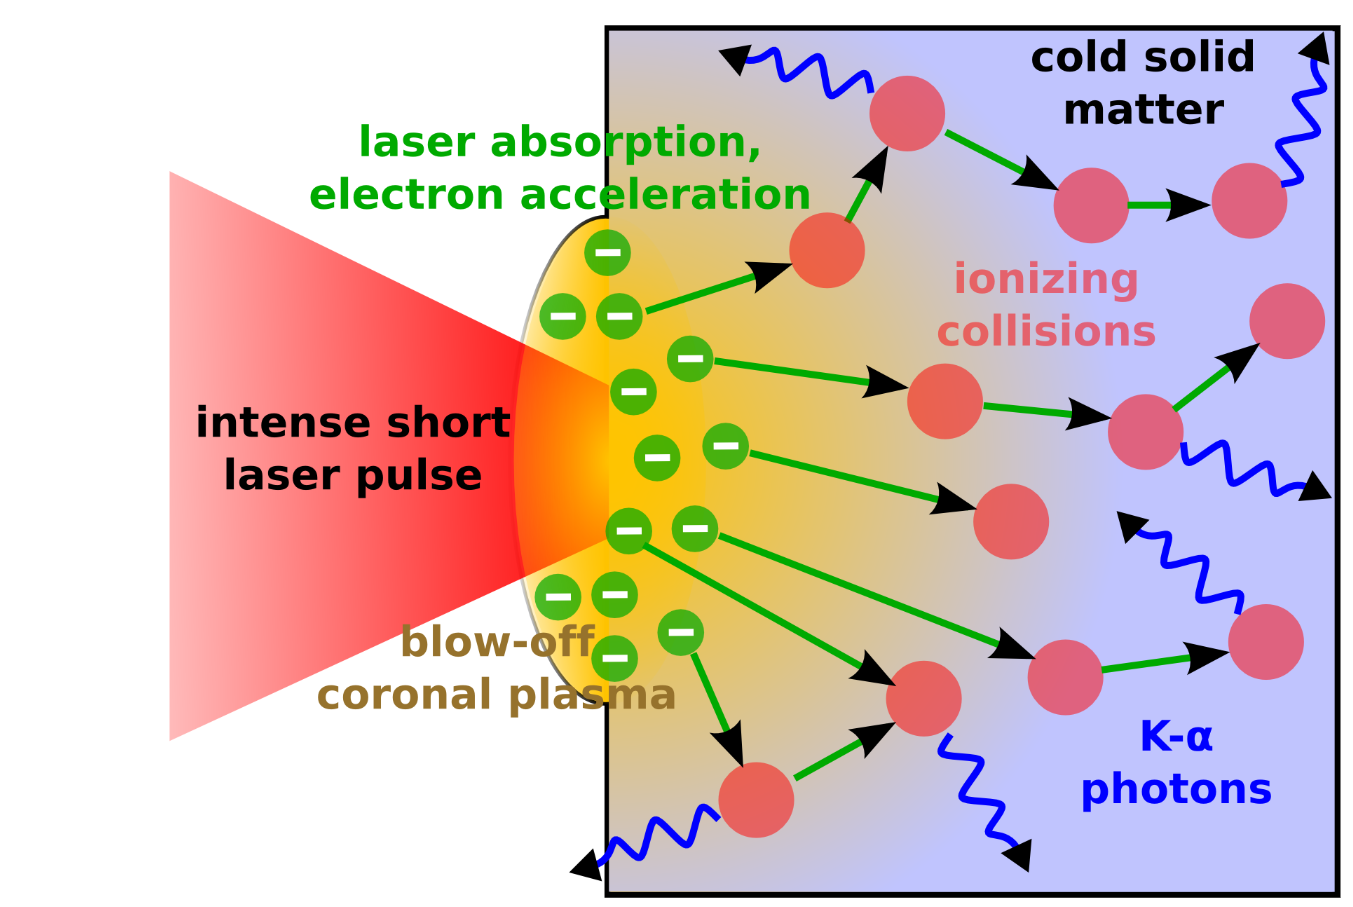 cold solid
matter
laser absorption,
electron acceleration
ionizing
collisions
intense short
laser pulse
blow-off
coronal plasma
K-α
photons